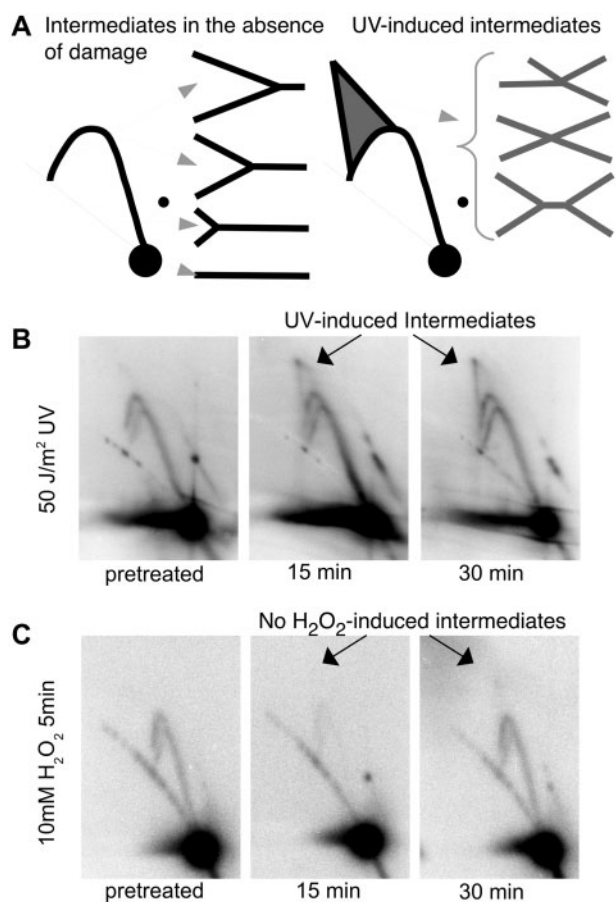 A
Intermediates in the absence
of damage
UV-induced intermediates
B
UV-induced Intermediates
50 J/m² UV
pretreated
15 min
30 min
C
No H₂O₂-induced intermediates
10mM H₂O₂ 5min
pretreated
15 min
30 min